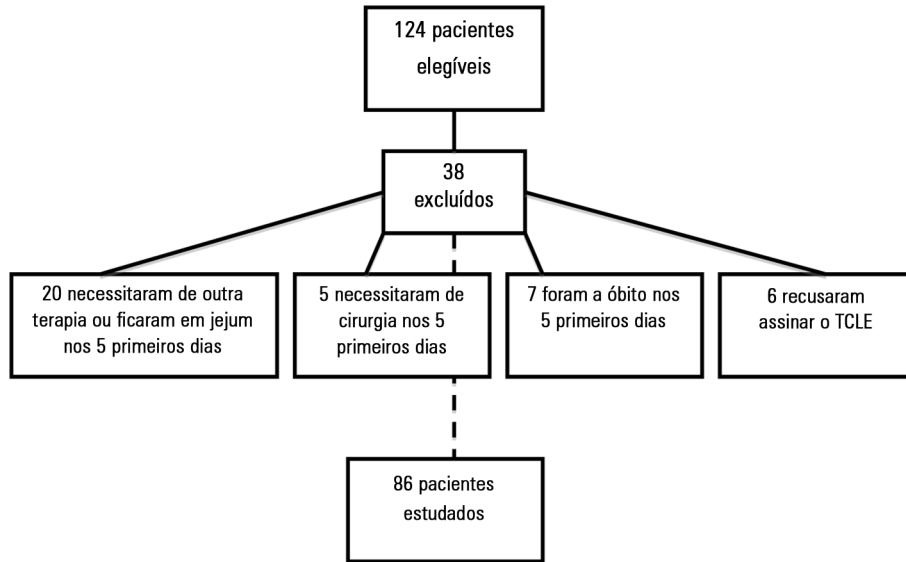 124 pacientes
elegíveis
38
excluídos
20 necessitaram de outra
terapia ou ficaram em jejum
nos 5 primeiros dias
5 necessitaram de
cirurgia nos 5
primeiros dias
7 foram a óbito nos
5 primeiros dias
6 recusaram
assinar o TCLE
86 pacientes
estudados